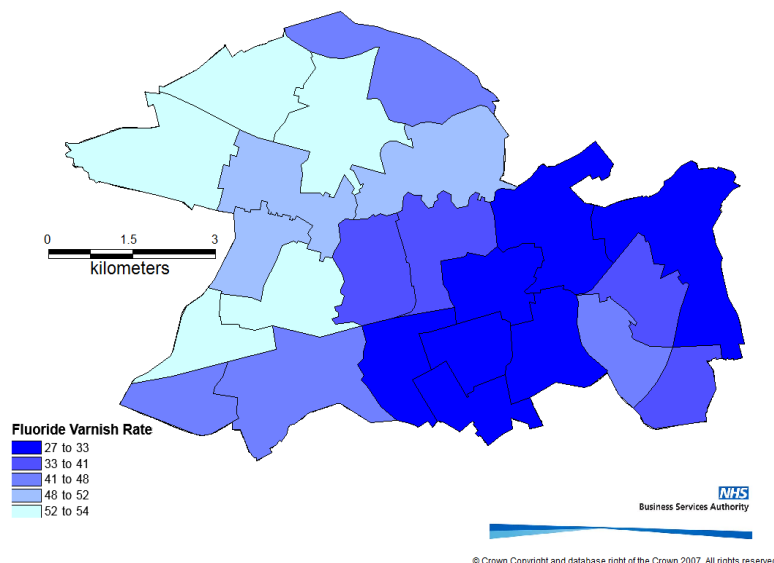 0 1.5 3
kilometers
Fluoride Varnish Rate
27 to 33
33 to 41
41 to 48
48 to 52
52 to 54
NHS
Business Services Authority
© Crown Copyright and database right of the Crown 2007. All rights reserved